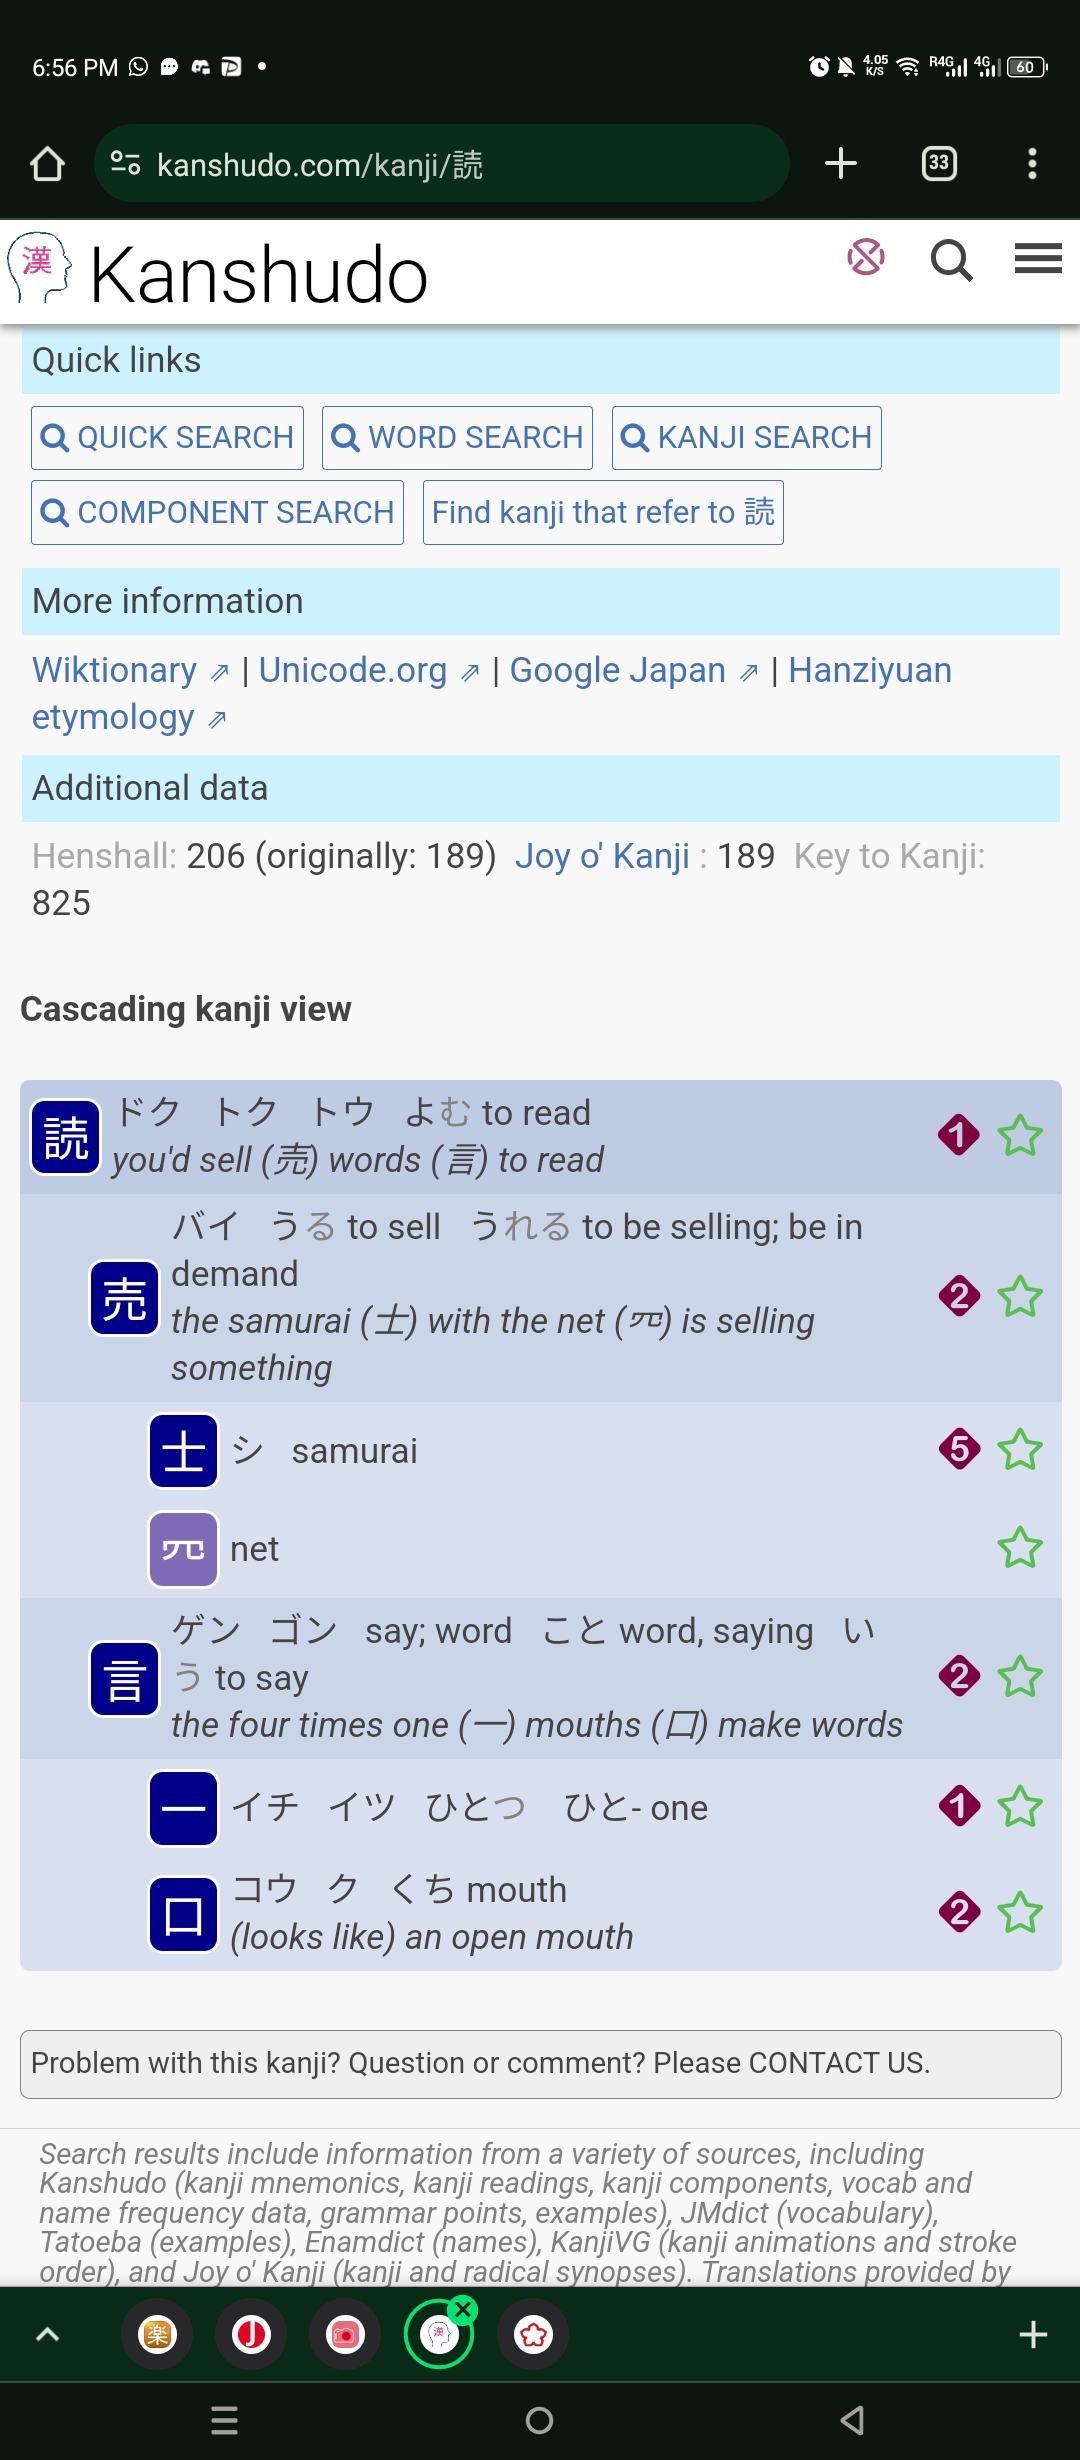 6:56 PM
4.05 K/S R4G 4G 60
kanshudo.com/kanji/読
33
漢 Kanshudo
Quick links
QUICK SEARCH WORD SEARCH KANJI SEARCH
COMPONENT SEARCH Find kanji that refer to 読
More information
Wiktionary ⇗ | Unicode.org ⇗ | Google Japan ⇗ | Hanziyuan
etymology ⇗
Additional data
Henshall: 206 (originally: 189) Joy o' Kanji : 189 Key to Kanji:
825
Cascading kanji view
読 ドク トク トウ よむ to read 1
you'd sell (売) words (言) to read
バイ うる to sell うれる to be selling; be in
売 demand 2
the samurai (士) with the net (罒) is selling
something
士 シ samurai 5
罒 net
ゲン ゴン say; word こと word, saying い
言 う to say 2
the four times one (一) mouths (口) make words
一 イチ イツ ひとつ ひと- one 1
口 コウ ク くち mouth 2
(looks like) an open mouth
Problem with this kanji? Question or comment? Please CONTACT US.
Search results include information from a variety of sources, including
Kanshudo (kanji mnemonics, kanji readings, kanji components, vocab and
name frequency data, grammar points, examples), JMdict (vocabulary),
Tatoeba (examples), Enamdict (names), KanjiVG (kanji animations and stroke
order), and Joy o' Kanji (kanji and radical synopses). Translations provided by
楽 J 漢